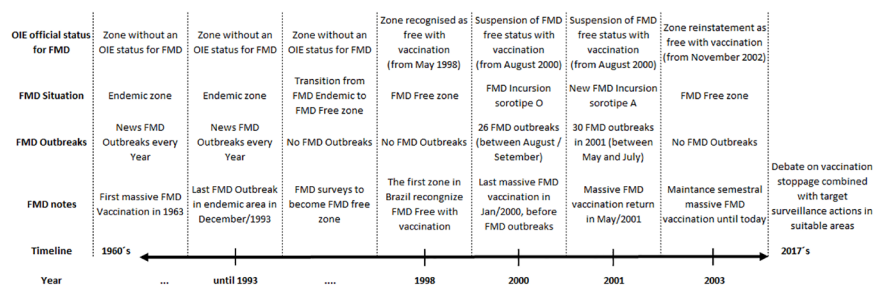 OIE official status
for FMD
Zone without an
OIE status for FMD
Zone without an
OIE status for FMD
Zone without an
OIE status for FMD
Zone recognised as
free with
vaccination
(from May 1998)
Suspension of FMD
free status with
vaccination
(from August 2000)
Suspension of FMD
free status with
vaccination
(from August 2000)
Zone reinstatement as
free with vaccination
(from November 2002)
FMD Situation
Endemic zone
Endemic zone
Transition from
FMD Endemic to
FMD Free zone
FMD Free zone
FMD Incursion
sorotipe O
New FMD Incursion
sorotipe A
FMD Free zone
FMD Outbreaks
News FMD
Outbreaks every
Year
News FMD
Outbreaks every
Year
No FMD Outbreaks
No FMD Outbreaks
26 FMD outbreaks
(between August /
Setember)
30 FMD outbreaks
in 2001 (between
May and July)
No FMD Outbreaks
FMD notes
First massive FMD
Vaccination in 1963
Last FMD Outbreak
in endemic area in
December/1993
FMD surveys to
become FMD free
zone
The first zone in
Brazil recongnize
FMD Free with
vaccination
Last massive FMD
vaccination in
Jan/2000, before
FMD outbreaks
Massive FMD
vaccination return
in May/2001
Maintance semestral
massive FMD
vaccination until today
Debate on vaccination
stoppage combined
with target
surveillance actions in
suitable areas
Timeline
1960´s
2017´s
Year
...
until 1993
....
1998
2000
2001
2003